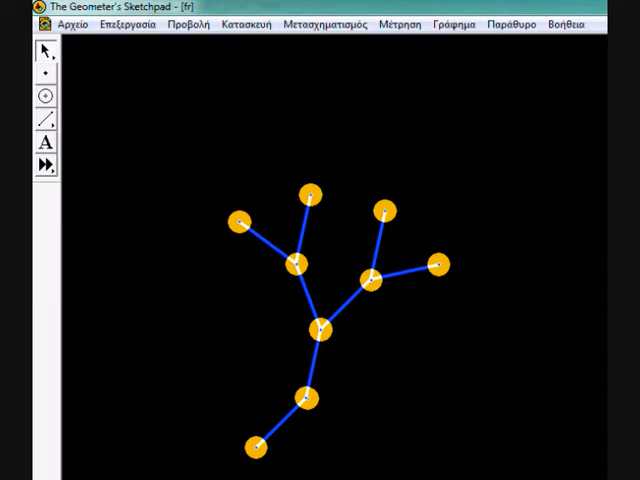 The Geometer's Sketchpad - [fr]
Αρχείο Επεξεργασία Προβολή Κατασκευή Μετασχηματισμός Μέτρηση Γράφημα Παράθυρο Βοήθεια
A